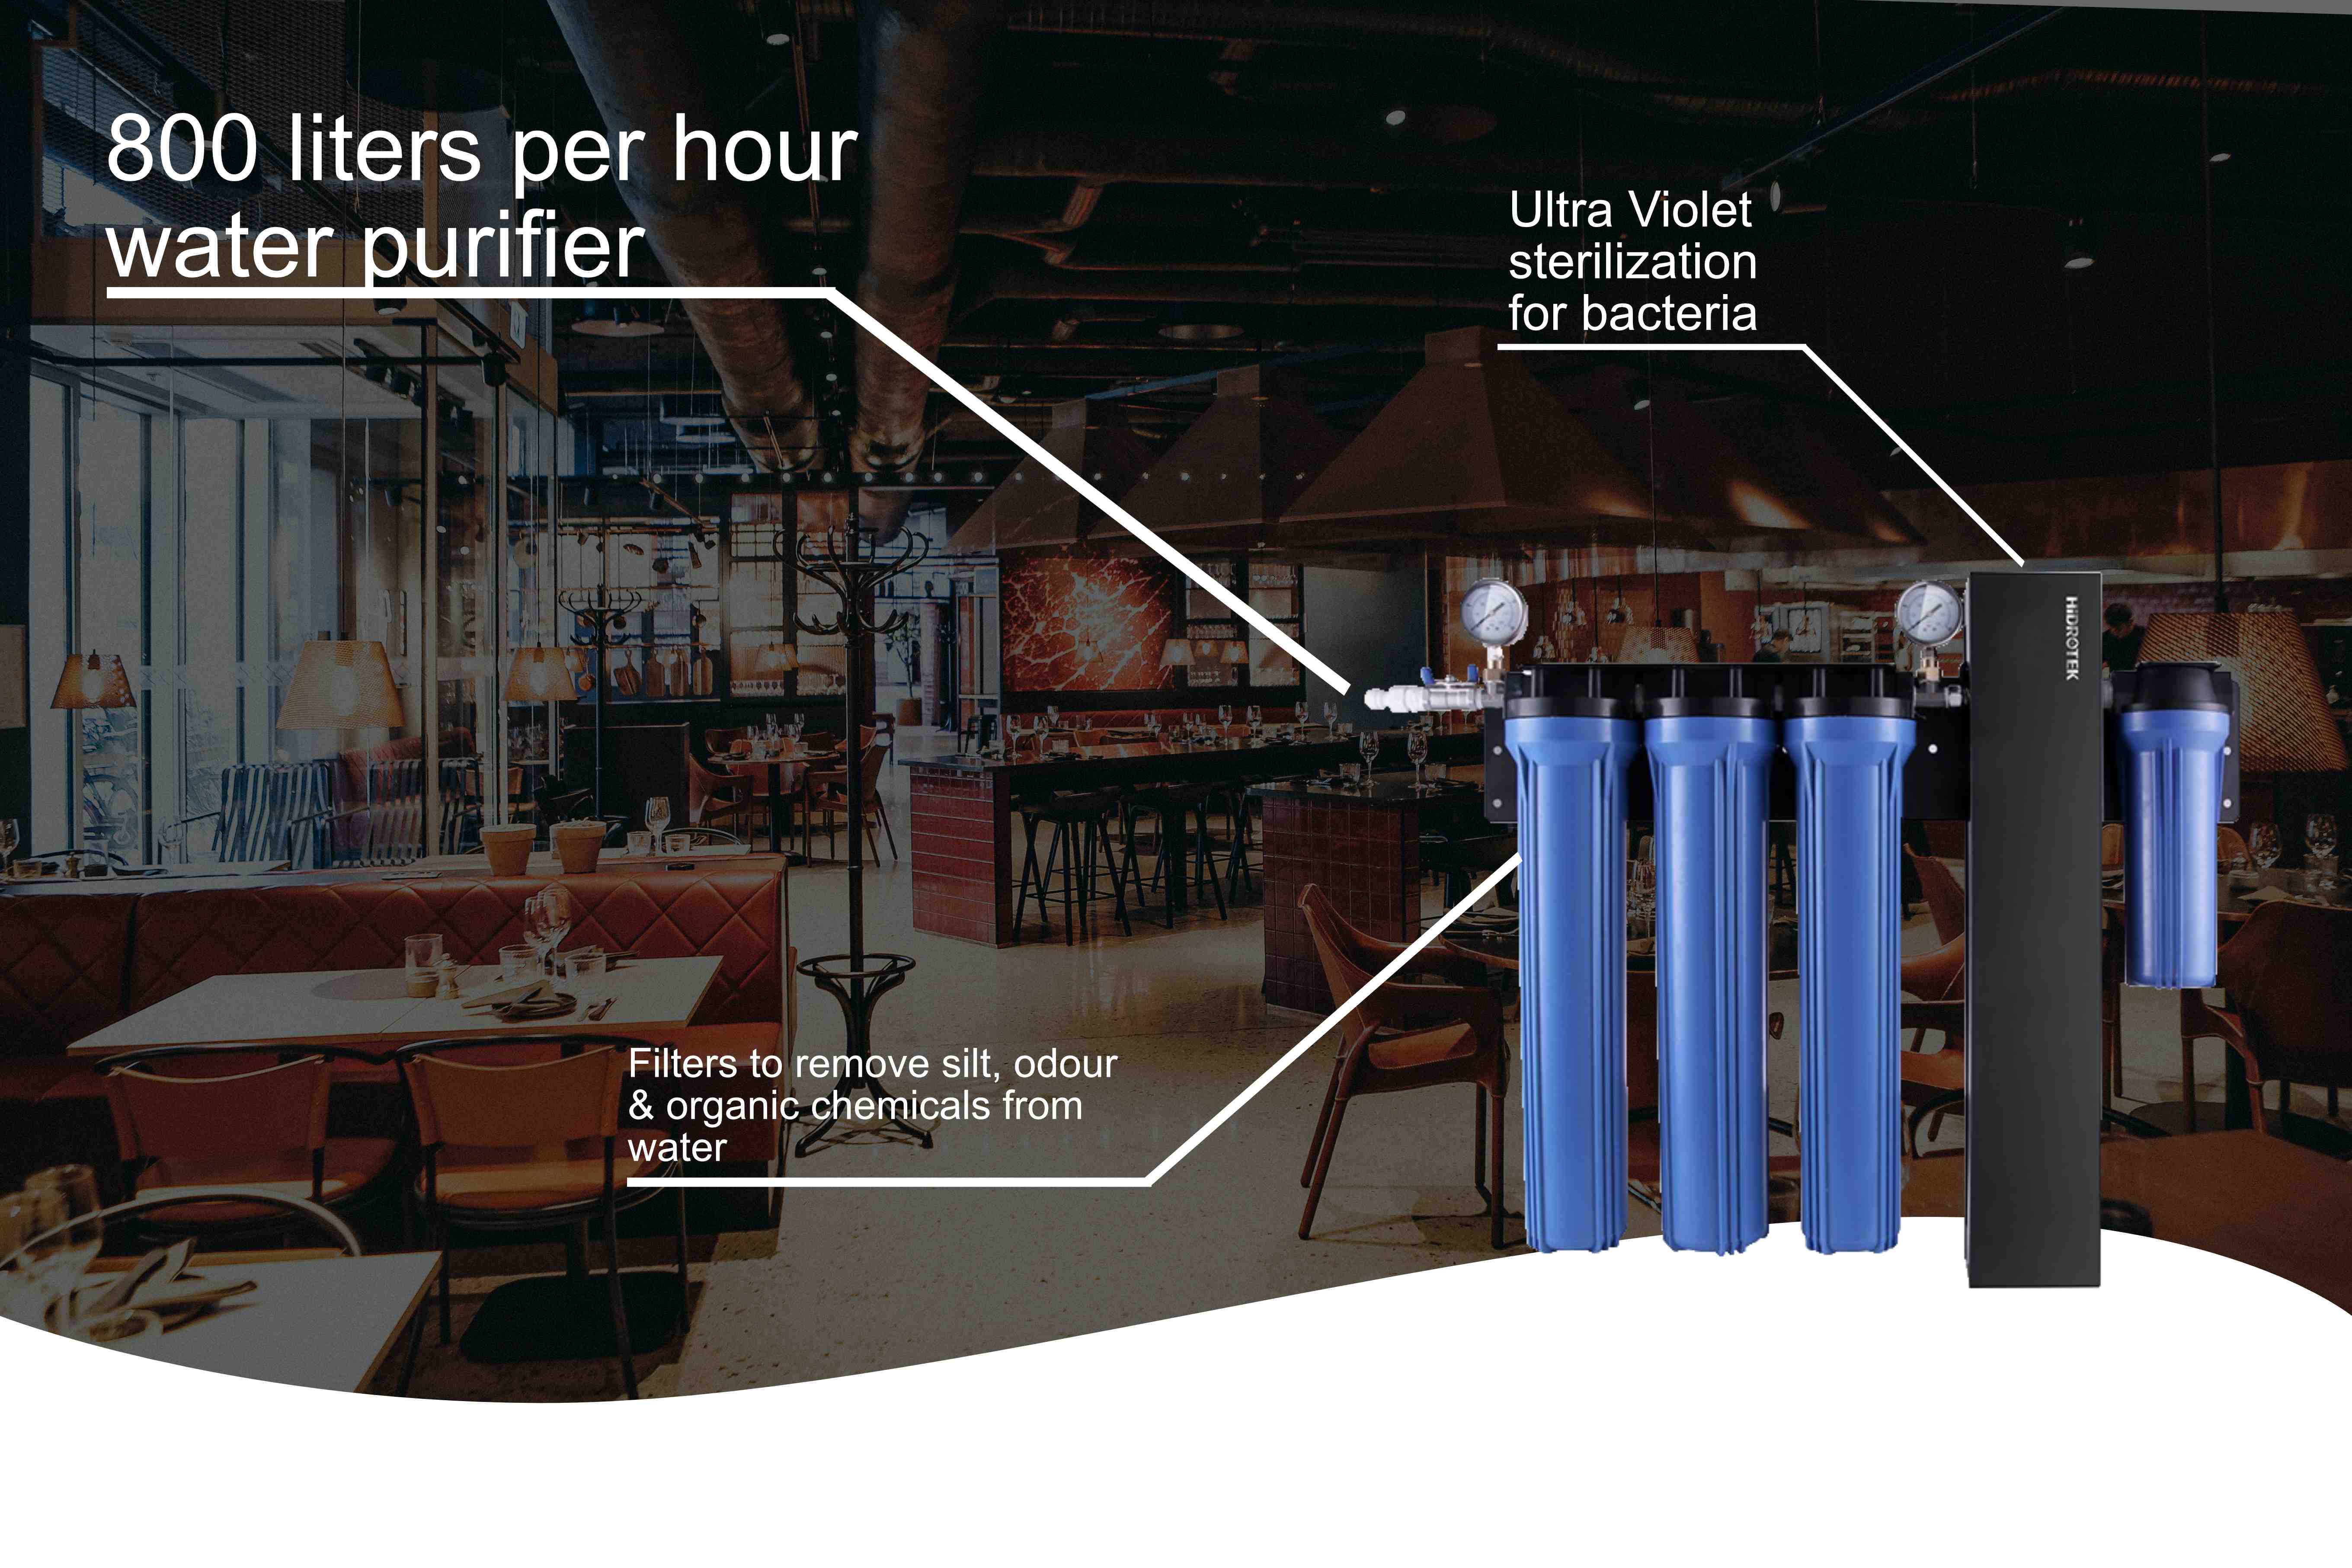 800 liters per hour
water purifier
Ultra Violet
sterilization
for bacteria
HiDROTEK
Filters to remove silt, odour
& organic chemicals from
water